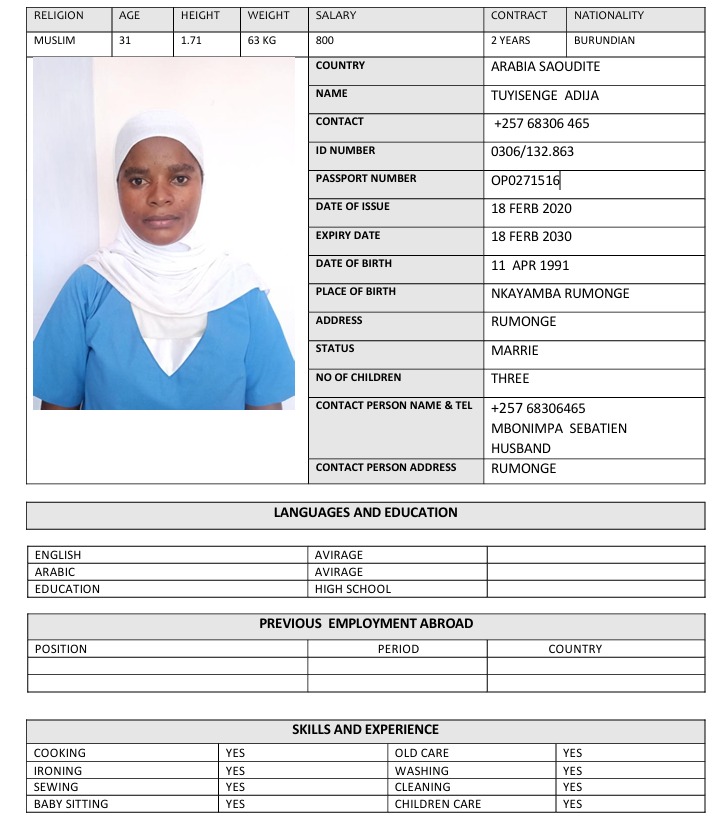 RELIGION AGE HEIGHT WEIGHT SALARY CONTRACT NATIONALITY
MUSLIM 31 1.71 63 KG 800 2 YEARS BURUNDIAN
COUNTRY ARABIA SAOUDITE
NAME TUYISENGE ADIJA
CONTACT +257 68306 465
ID NUMBER 0306/132.863
PASSPORT NUMBER OP0271516
DATE OF ISSUE 18 FERB 2020
EXPIRY DATE 18 FERB 2030
DATE OF BIRTH 11 APR 1991
PLACE OF BIRTH NKAYAMBA RUMONGE
ADDRESS RUMONGE
STATUS MARRIE
NO OF CHILDREN THREE
CONTACT PERSON NAME & TEL +257 68306465
MBONIMPA SEBATIEN
HUSBAND
CONTACT PERSON ADDRESS RUMONGE
LANGUAGES AND EDUCATION
ENGLISH AVIRAGE
ARABIC AVIRAGE
EDUCATION HIGH SCHOOL
PREVIOUS EMPLOYMENT ABROAD
POSITION PERIOD COUNTRY
SKILLS AND EXPERIENCE
COOKING YES OLD CARE YES
IRONING YES WASHING YES
SEWING YES CLEANING YES
BABY SITTING YES CHILDREN CARE YES